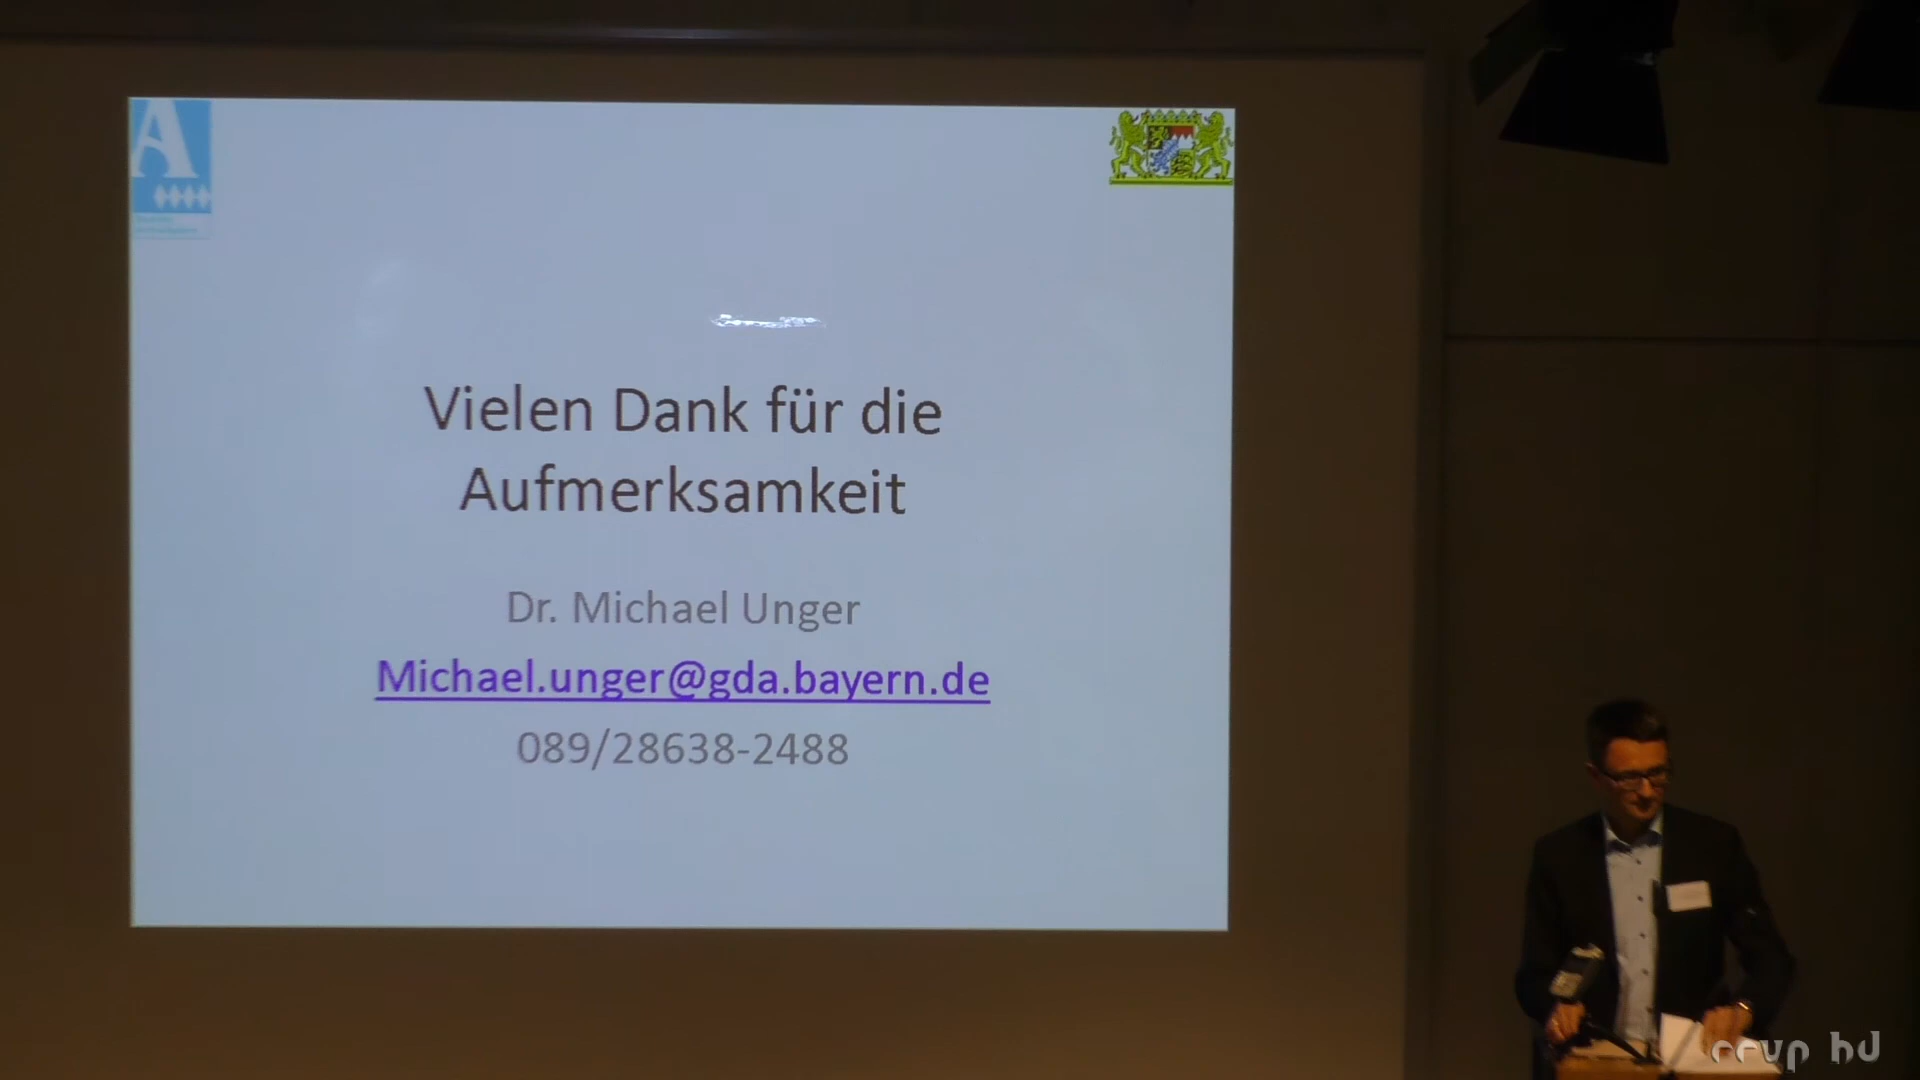 A
Vielen Dank für die
Aufmerksamkeit
Dr. Michael Unger
Michael.unger@gda.bayern.de
089/28638-2488